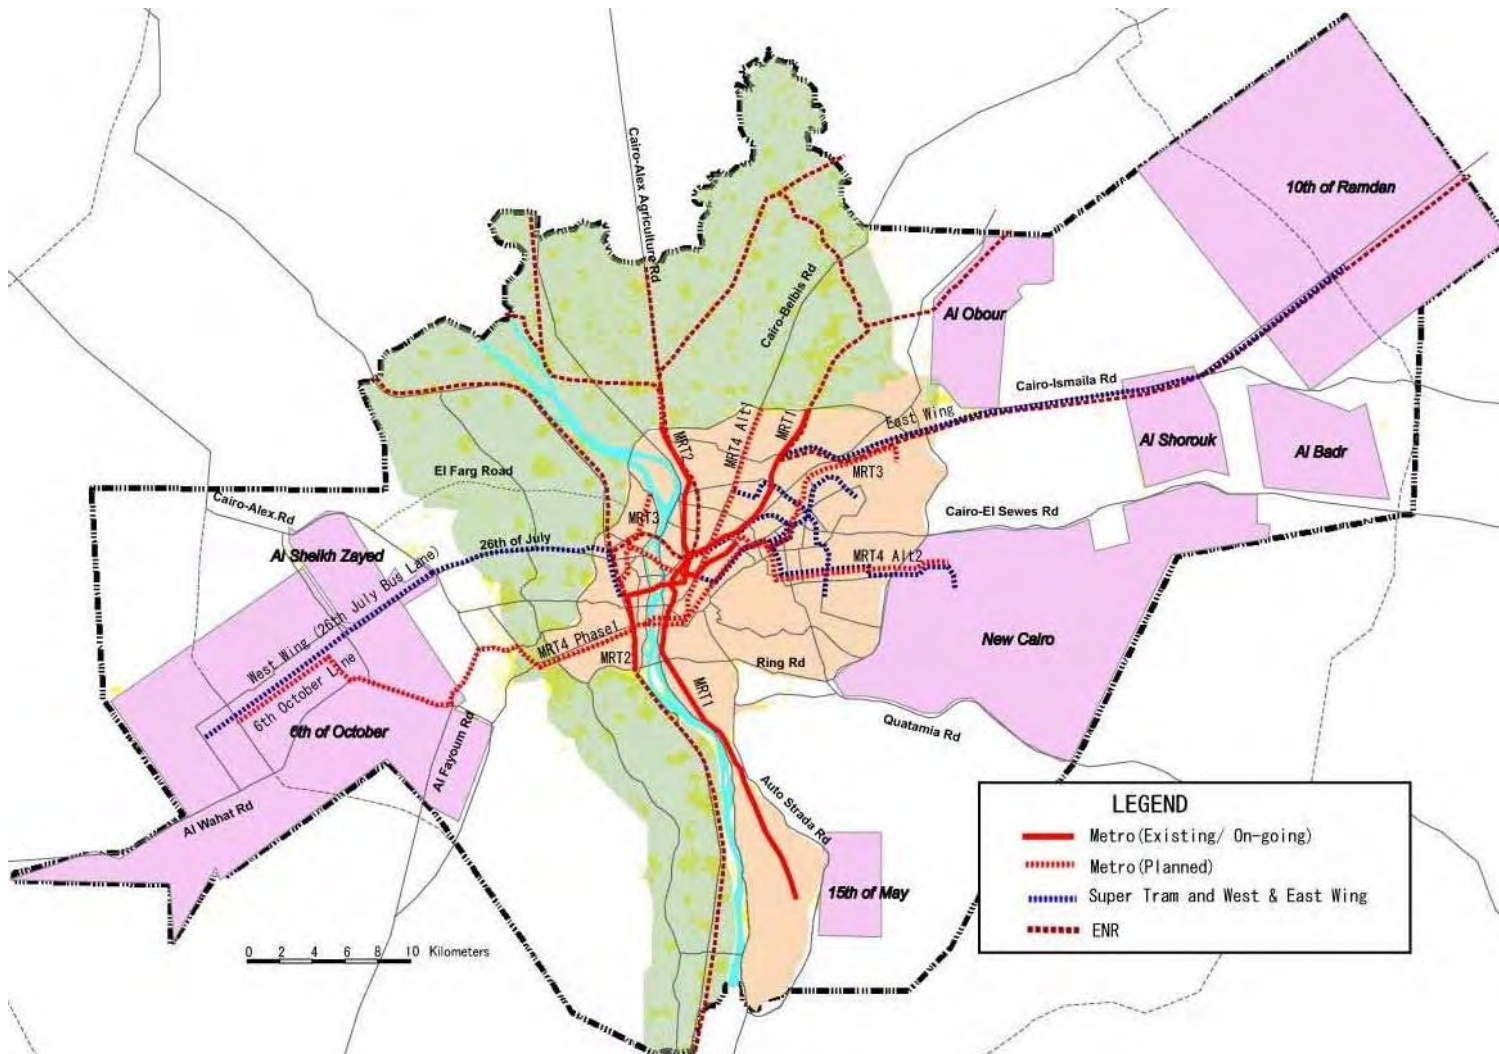 10th of Ramdan
Cairo-Alex Agriculture Rd
Cairo-Belbis Rd
Al Obour
Cairo-Ismaila Rd
East Wing
MRT4 Alt1
MRT1
MRT2
Al Shorouk
Al Badr
El Farg Road
MRT3
MRT3
Cairo-Alex.Rd
Cairo-El Sewes Rd
26th of July
Al Sheikh Zayed
MRT4 Alt2
West Wing (26th July Bus Lane)
MRT4 Phase1
New Cairo
MRT2
Ring Rd
6th October Line
MRT1
6th of October
Quatamia Rd
Al Fayoum Rd
Al Wahat Rd
Auto Strada Rd
15th of May
LEGEND
Metro(Existing/ On-going)
Metro(Planned)
Super Tram and West & East Wing
ENR
0 2 4 6 8 10 Kilometers